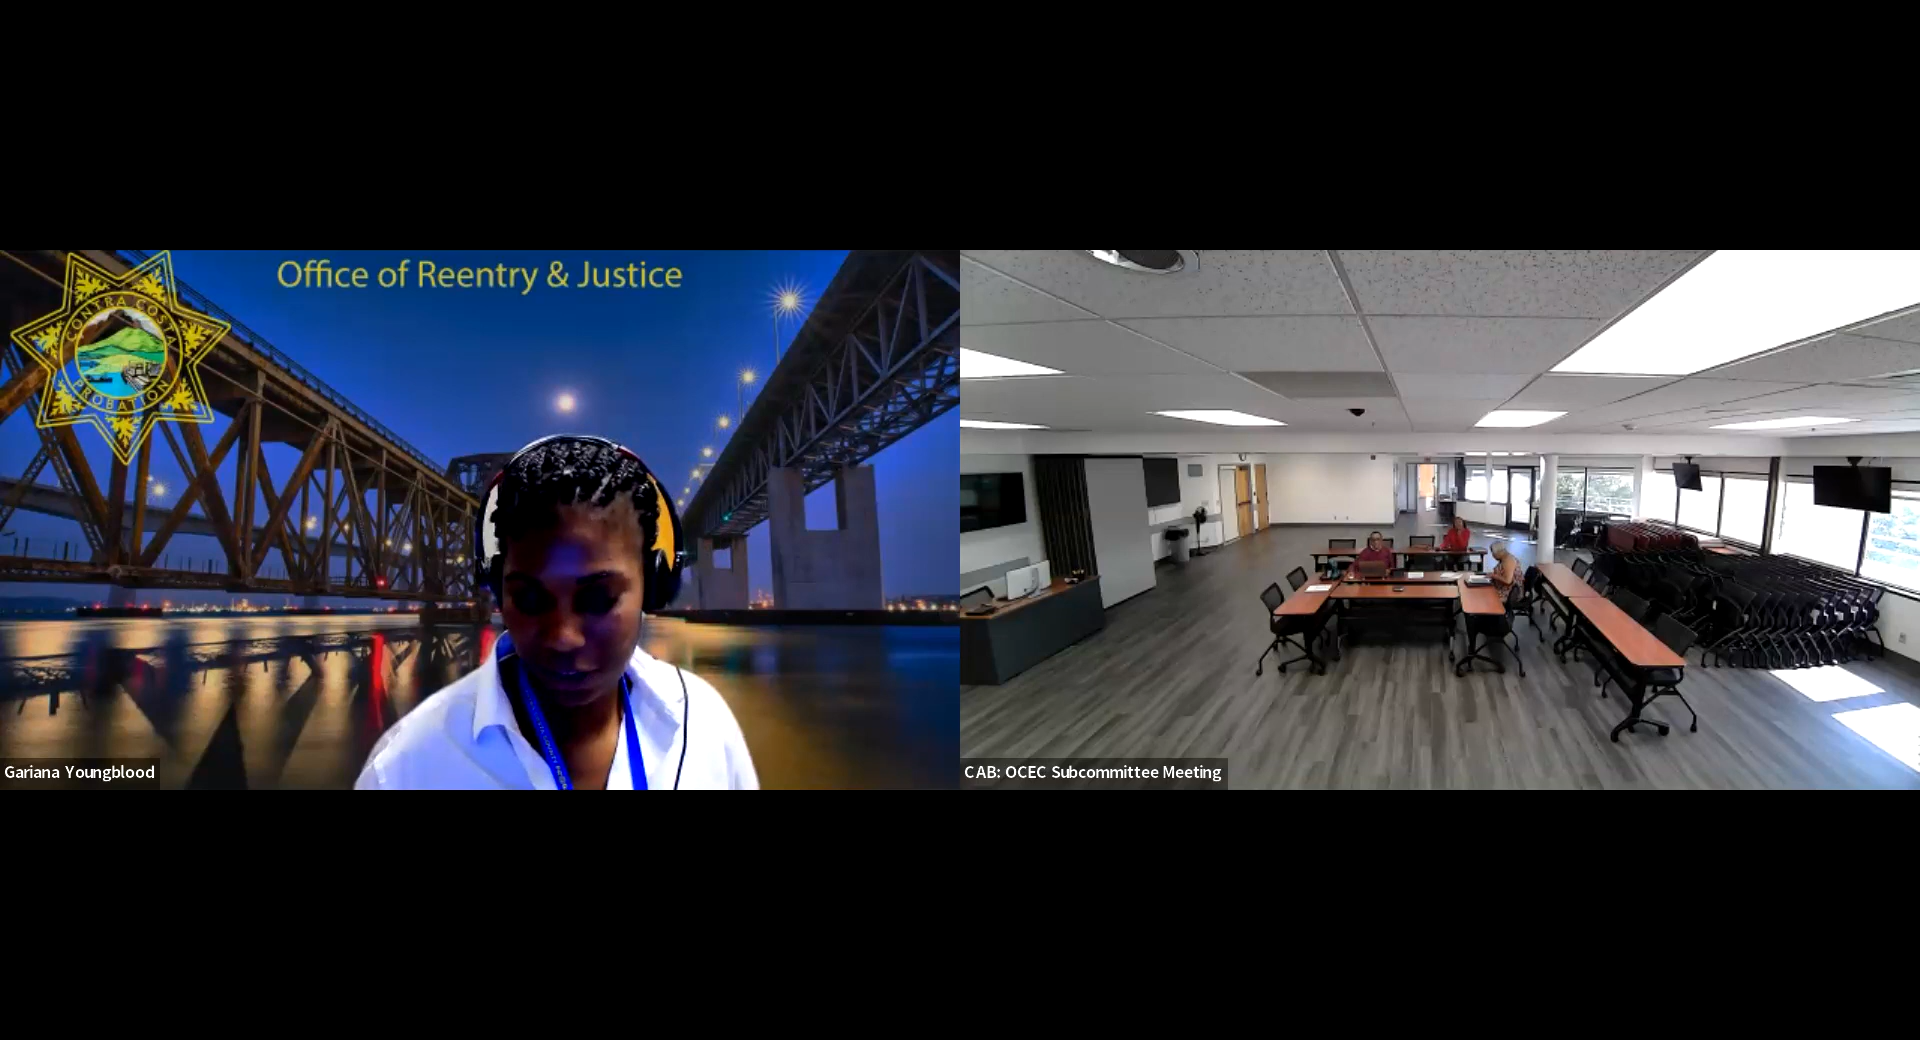 Office of Reentry & Justice
CONTRA COSTA
PROBATION
Gariana Youngblood
CAB: OCEC Subcommittee Meeting